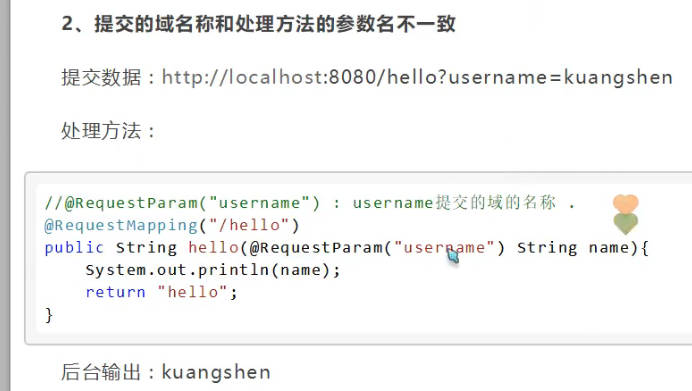 2、提交的域名称和处理方法的参数名不一致
提交数据：http://localhost:8080/hello?username=kuangshen
处理方法：
//@RequestParam("username") : username提交的域的名称 .
@RequestMapping("/hello")
public String hello(@RequestParam("username") String name){
    System.out.println(name);
    return "hello";
}
后台输出：kuangshen